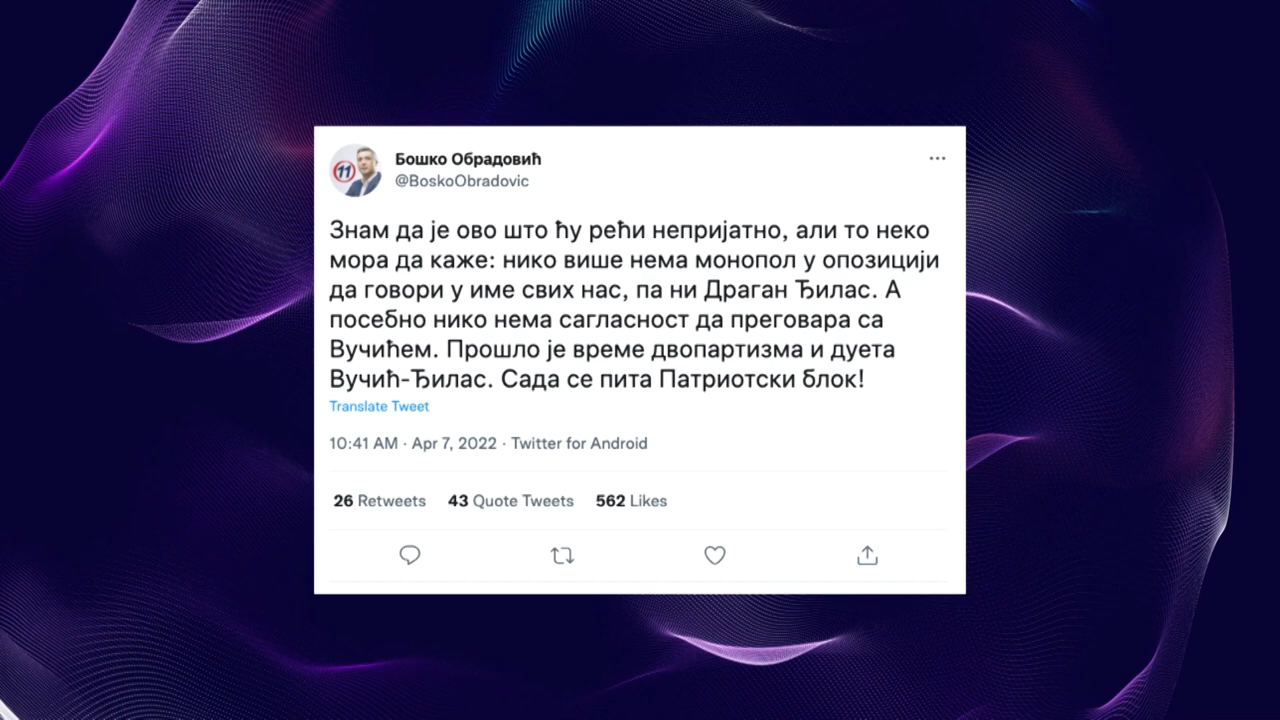 11
Бошко Обрадовић
@BoskoObradovic
Знам да је ово што ћу рећи непријатно, али то неко
мора да каже: нико више нема монопол у опозицији
да говори у име свих нас, па ни Драган Ђилас. А
посебно нико нема сагласност да преговара са
Вучићем. Прошло је време двопартизма и дуета
Вучић-Ђилас. Сада се пита Патриотски блок!
Translate Tweet
10:41 AM · Apr 7, 2022 · Twitter for Android
26 Retweets 43 Quote Tweets 562 Likes